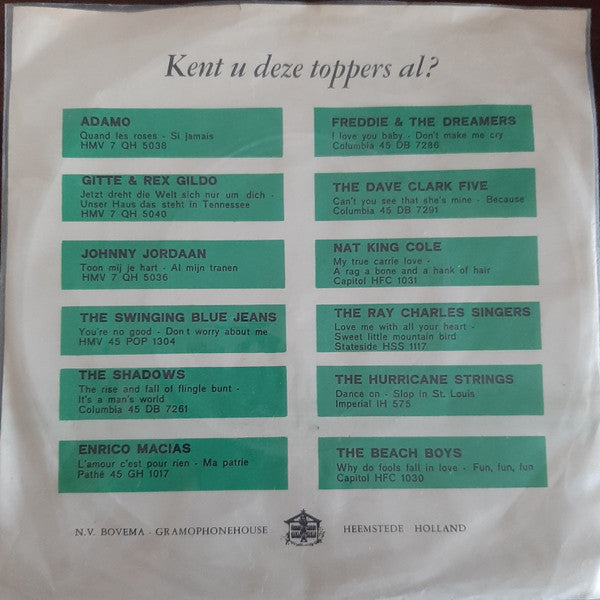 Kent u deze toppers al?
ADAMO
Quand les roses - Si jamais
HMV 7 QH 5038
GITTE & REX GILDO
Jetzt dreht die Welt sich nur um dich -
Unser Haus das steht in Tennessee
HMV 7 QH 5040
JOHNNY JORDAAN
Toon mij je hart - Al mijn tranen
HMV 7 QH 5036
THE SWINGING BLUE JEANS
You're no good - Don t worry about me
HMV 45 POP 1304
THE SHADOWS
The rise and fall of flingle bunt -
It's a man's world
Columbia 45 DB 7261
ENRICO MACIAS
L'amour c'est pour rien - Ma patrie
Pathé 45 GH 1017
FREDDIE & THE DREAMERS
I love you baby - Don't make me cry
Columbia 45 DB 7286
THE DAVE CLARK FIVE
Can't you see that she's mine - Because
Columbia 45 DB 7291
NAT KING COLE
My true carrie love -
A rag a bone and a hank of hair
Capitol HFC 1031
THE RAY CHARLES SINGERS
Love me with all your heart -
Sweet little mountain bird
Stateside HSS 1117
THE HURRICANE STRINGS
Dance on - Slop in St. Louis
Imperial IH 575
THE BEACH BOYS
Why do fools fall in love - Fun, fun, fun
Capitol HFC 1030
N.V. BOVEMA - GRAMOPHONEHOUSE HEEMSTEDE HOLLAND